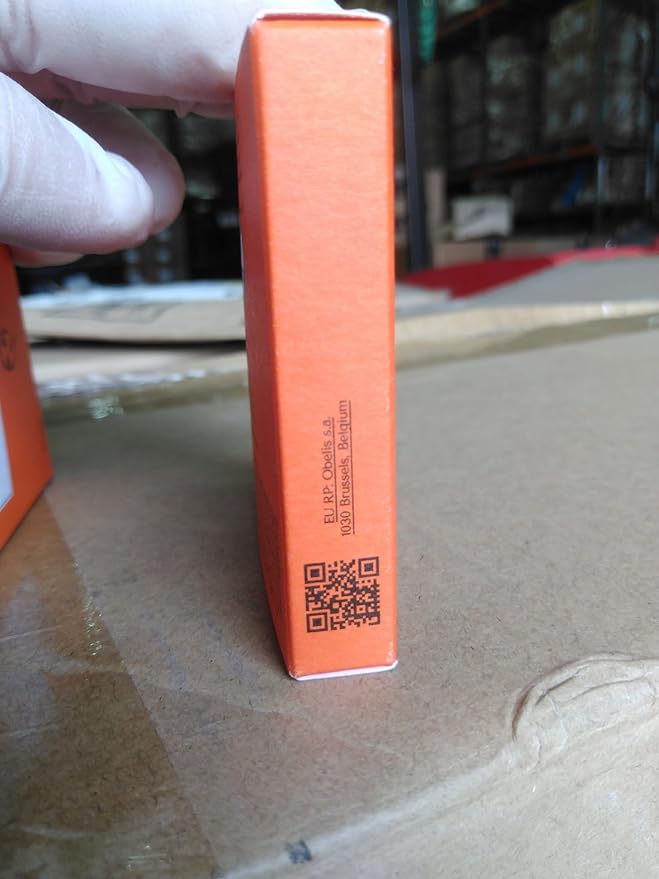 EU RP: Obelis s.a.
1030 Brussels, Belgium